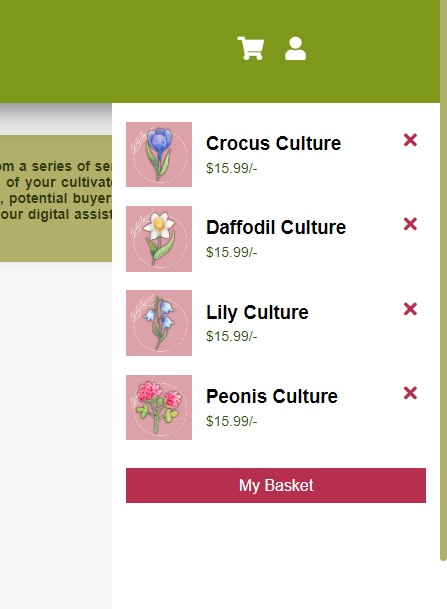 om a series of se
of your cultivat
, potential buyer
our digital assist
Crocus Culture
$15.99/-
Daffodil Culture
$15.99/-
Lily Culture
$15.99/-
Peonis Culture
$15.99/-
My Basket